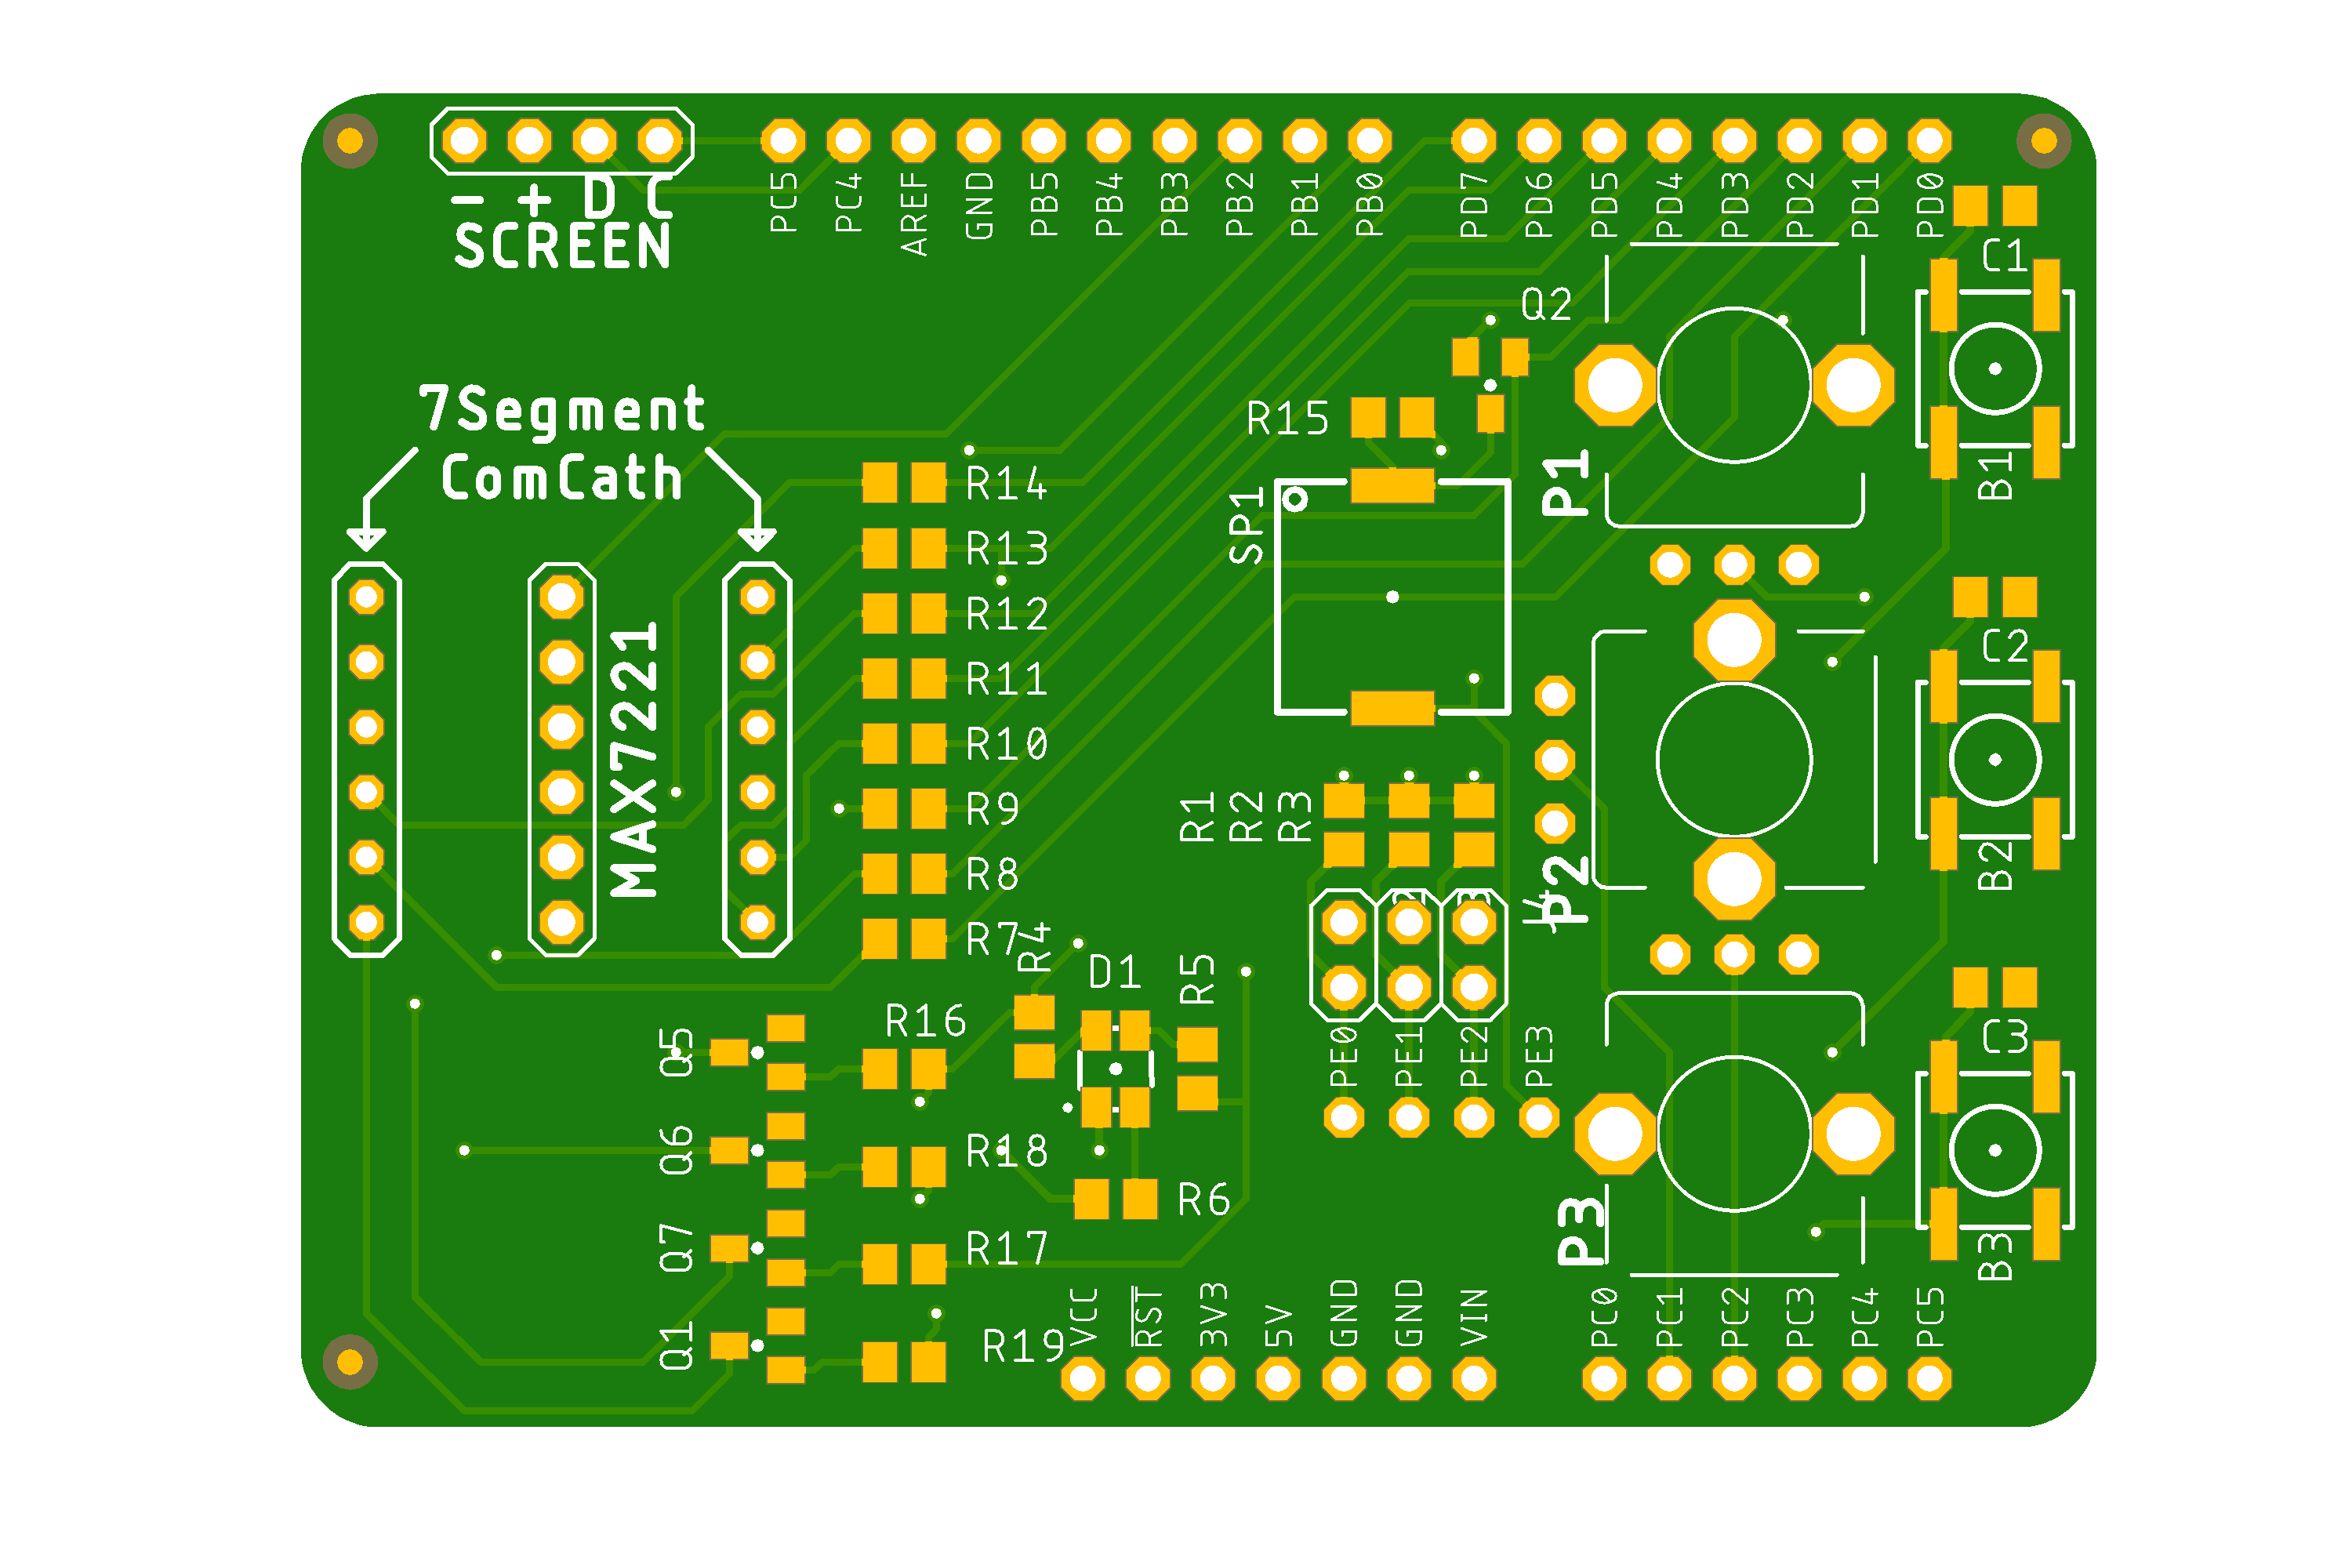 - + D C
SCREEN
PC5
PC4
AREF
GND
PB5
PB4
PB3
PB2
PB1
PB0
PD7
PD6
PD5
PD4
PD3
PD2
PD1
PD0
C1
Q2
7Segment
ComCath
R15
P1
B1
R14
SP1
R13
R12
R11
R10
R9
R8
R74
MAX7221
C2
R1
R2
R3
P2
B2
R
D1
R5
R16
Q5
PE0
PE1
PE2
PE3
C3
Q6
R18
R6
Q7
R17
P3
B3
Q1
R19
VCC
RST
3V3
5V
GND
GND
VIN
PC0
PC1
PC2
PC3
PC4
PC5